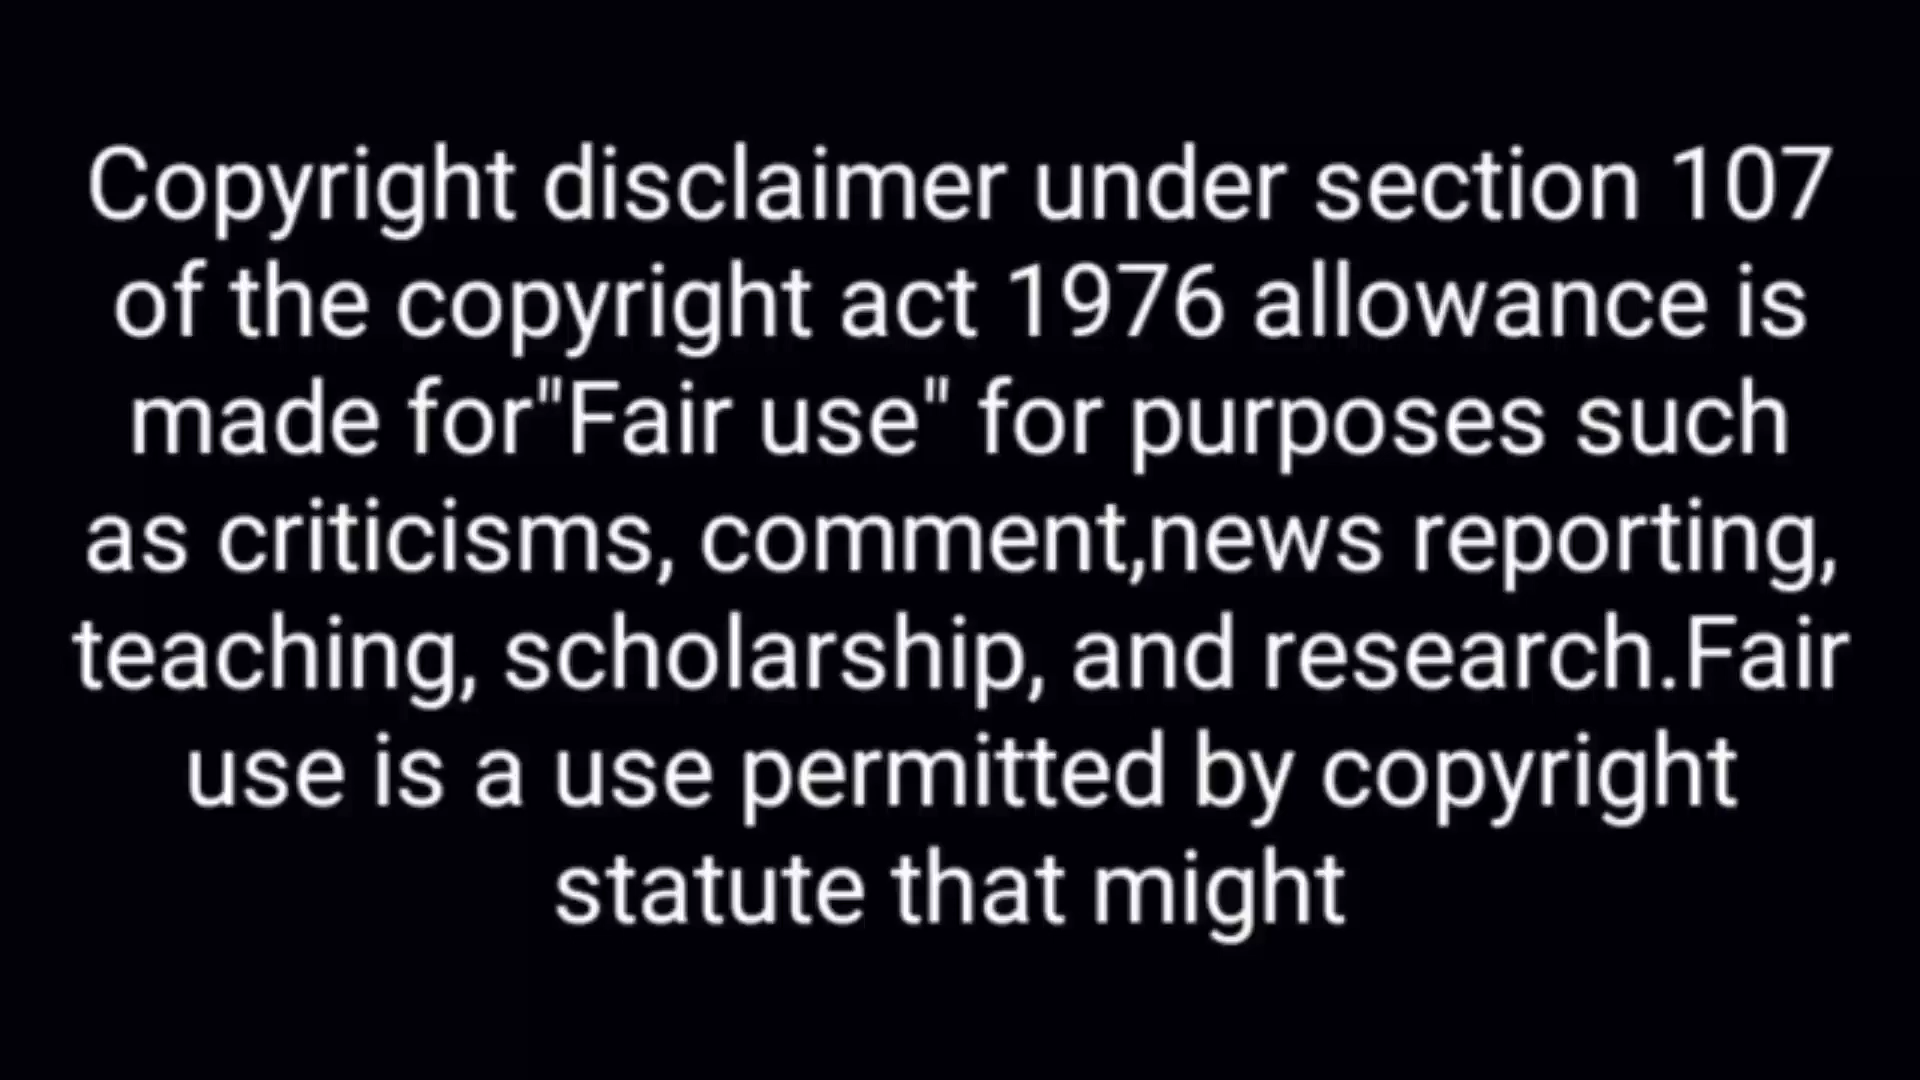 Copyright disclaimer under section 107
of the copyright act 1976 allowance is
made for"Fair use" for purposes such
as criticisms, comment,news reporting,
teaching, scholarship, and research.Fair
use is a use permitted by copyright
statute that might